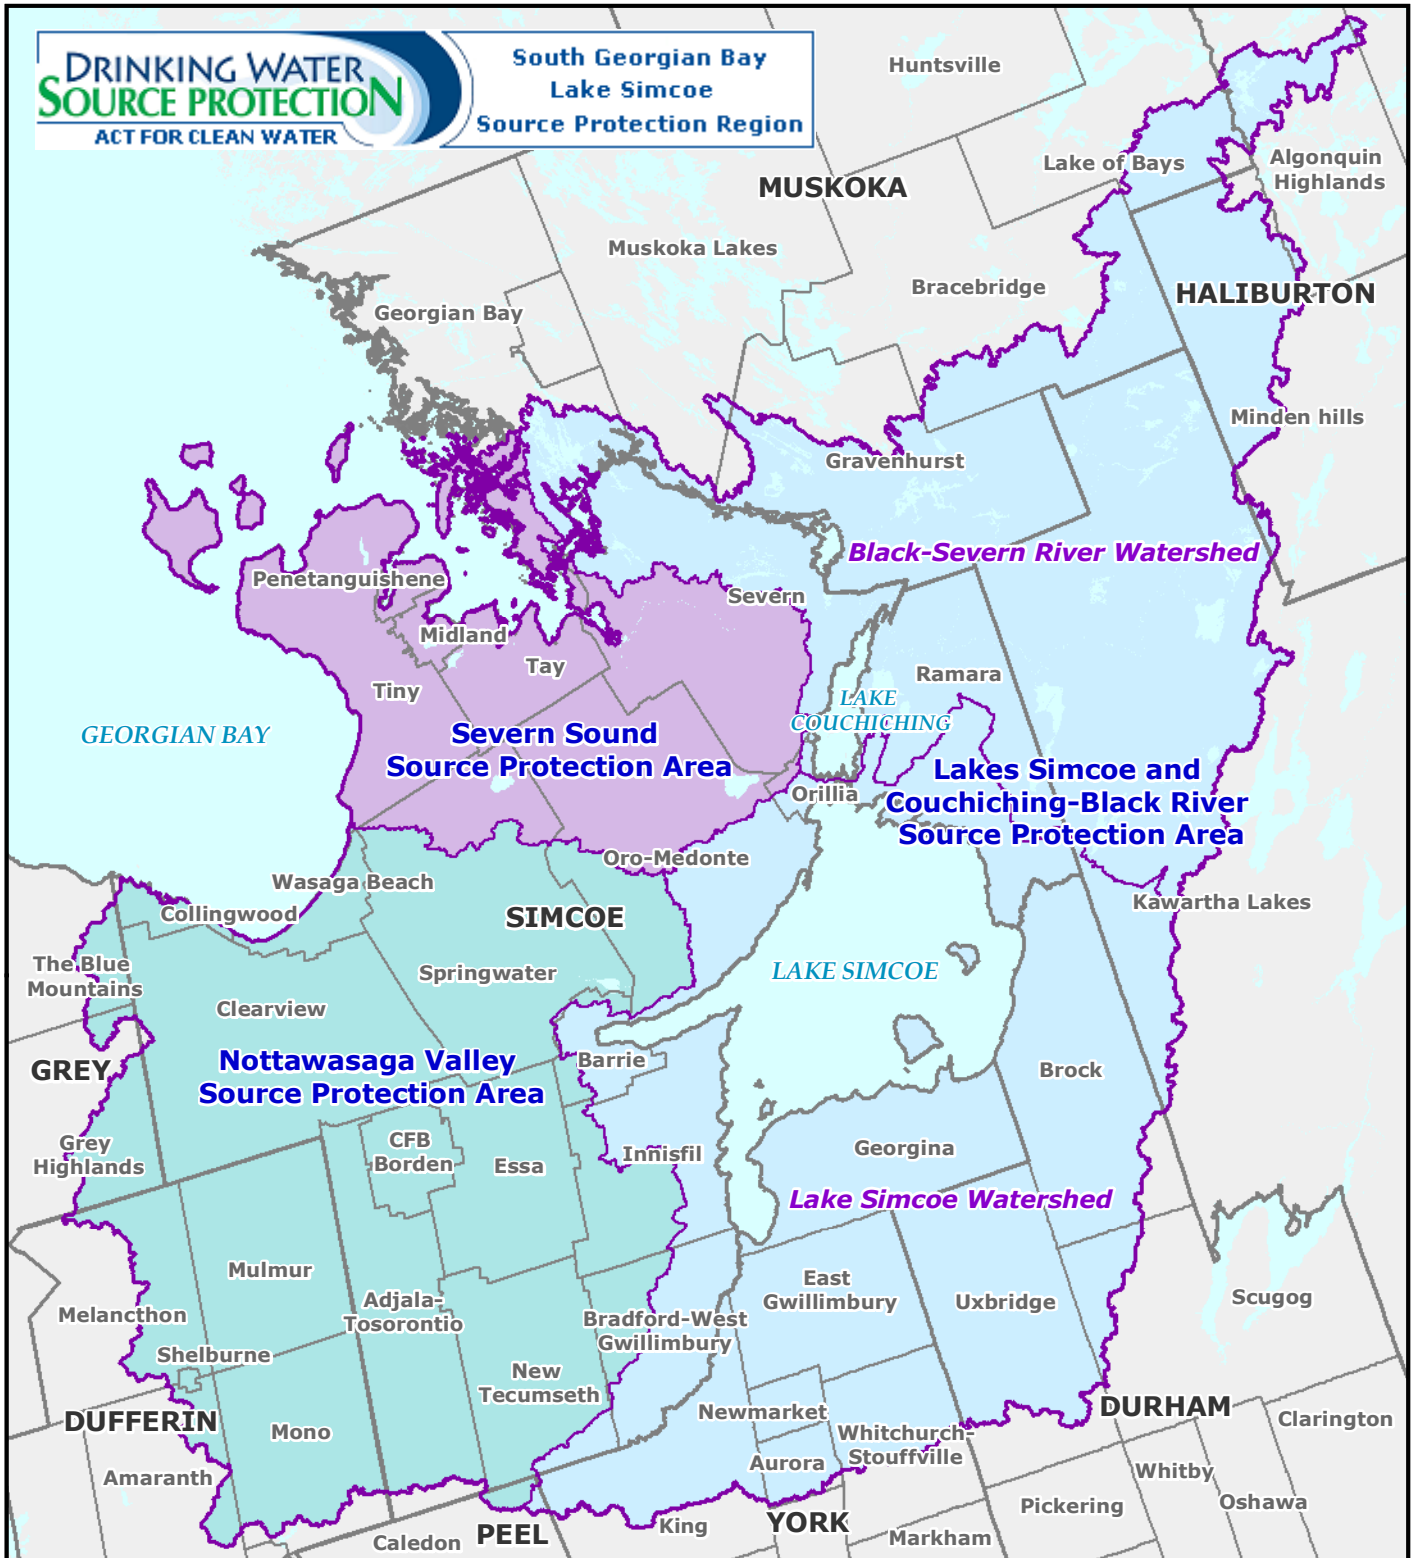 DRINKING WATER
SOURCE PROTECTION
ACT FOR CLEAN WATER
South Georgian Bay
Lake Simcoe
Source Protection Region
Huntsville
Lake of Bays
Algonquin
Highlands
MUSKOKA
Muskoka Lakes
Bracebridge
HALIBURTON
Georgian Bay
Minden hills
Gravenhurst
Black-Severn River Watershed
Penetanguishene
Severn
Midland
Tay
Ramara
Tiny
LAKE
COUCHICHING
GEORGIAN BAY
Severn Sound
Source Protection Area
Lakes Simcoe and
Couchiching-Black River
Source Protection Area
Orillia
Oro-Medonte
Wasaga Beach
Kawartha Lakes
Collingwood
SIMCOE
The Blue
Mountains
Springwater
LAKE SIMCOE
Clearview
GREY
Nottawasaga Valley
Source Protection Area
Barrie
Brock
Grey
Highlands
CFB
Borden
Essa
Innisfil
Georgina
Lake Simcoe Watershed
Mulmur
East
Gwillimbury
Uxbridge
Scugog
Melancthon
Adjala-
Tosorontio
Bradford-West
Gwillimbury
Shelburne
New
Tecumseth
DUFFERIN
Mono
Newmarket
DURHAM
Clarington
Whitchurch-
Stouffville
Amaranth
Aurora
Whitby
Oshawa
Pickering
Caledon
PEEL
King
YORK
Markham